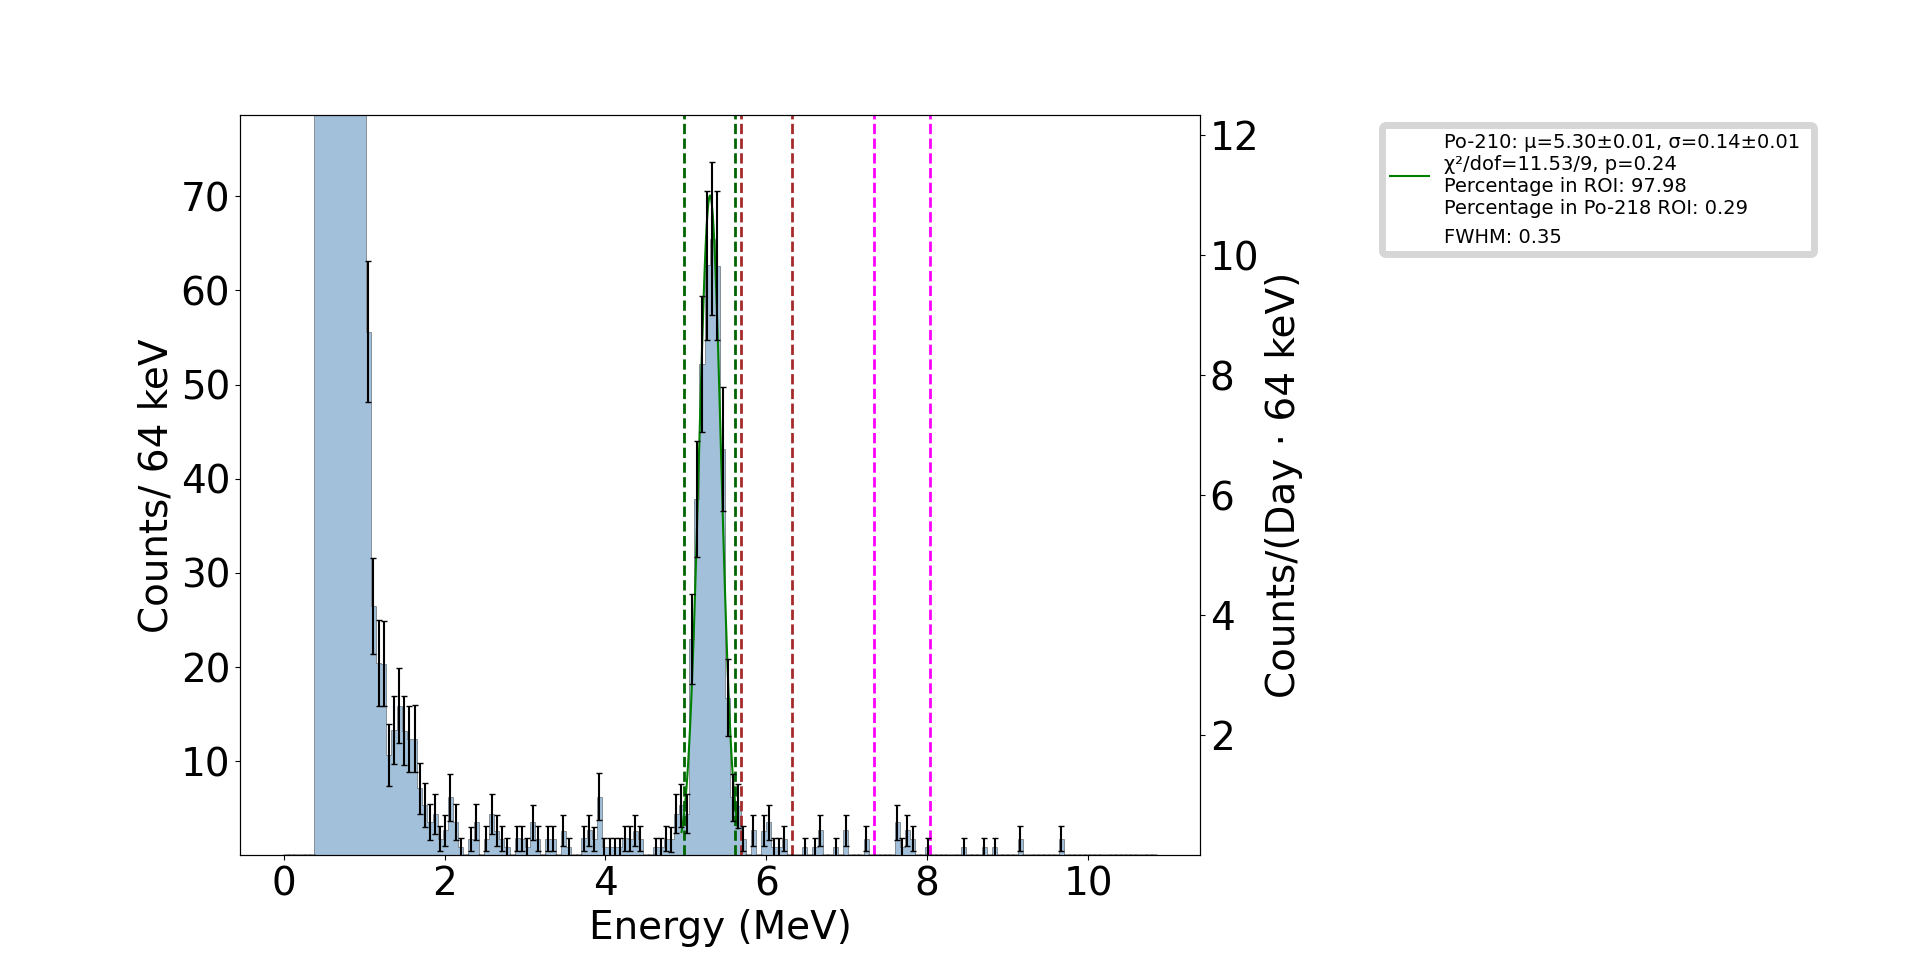 Counts/ 64 keV
70
60
50
40
30
20
10
0
2
4
6
8
10
Energy (MeV)
12
10
8
6
4
2
Counts/(Day · 64 keV)
Po-210: μ=5.30±0.01, σ=0.14±0.01
χ²/dof=11.53/9, p=0.24
Percentage in ROI: 97.98
Percentage in Po-218 ROI: 0.29
FWHM: 0.35